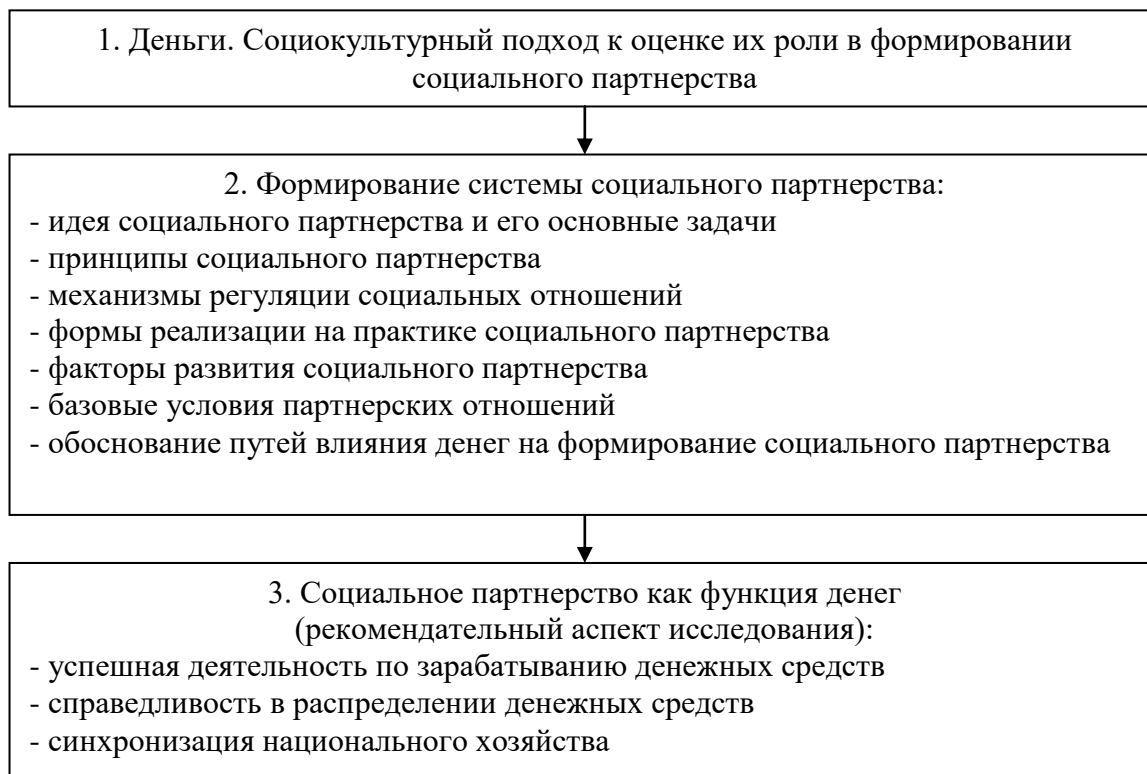 1. Деньги. Социокультурный подход к оценке их роли в формировании
социального партнерства
2. Формирование системы социального партнерства:
- идея социального партнерства и его основные задачи
- принципы социального партнерства
- механизмы регуляции социальных отношений
- формы реализации на практике социального партнерства
- факторы развития социального партнерства
- базовые условия партнерских отношений
- обоснование путей влияния денег на формирование социального партнерства
3. Социальное партнерство как функция денег
(рекомендательный аспект исследования):
- успешная деятельность по зарабатыванию денежных средств
- справедливость в распределении денежных средств
- синхронизация национального хозяйства